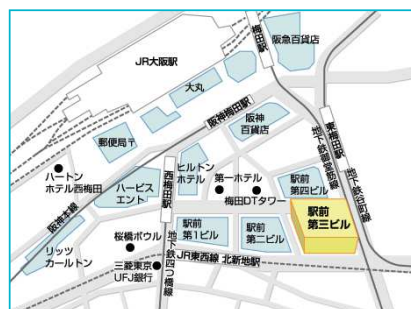 梅田駅
阪急百貨店
JR大阪駅
大丸
阪神梅田駅
阪神
百貨店
東梅田駅
地下鉄御堂筋線
地下鉄谷町線
郵便局〒
ハートン
ホテル西梅田
西梅田駅
ヒルトン
ホテル
第一ホテル
梅田DTタワー
駅前
第四ビル
ハービス
エント
阪神本線
リッツ
カールトン
桜橋ボウル
三菱東京
UFJ銀行
地下鉄四つ橋線
駅前
第1ビル
駅前
第二ビル
駅前
第三ビル
JR東西線 北新地駅